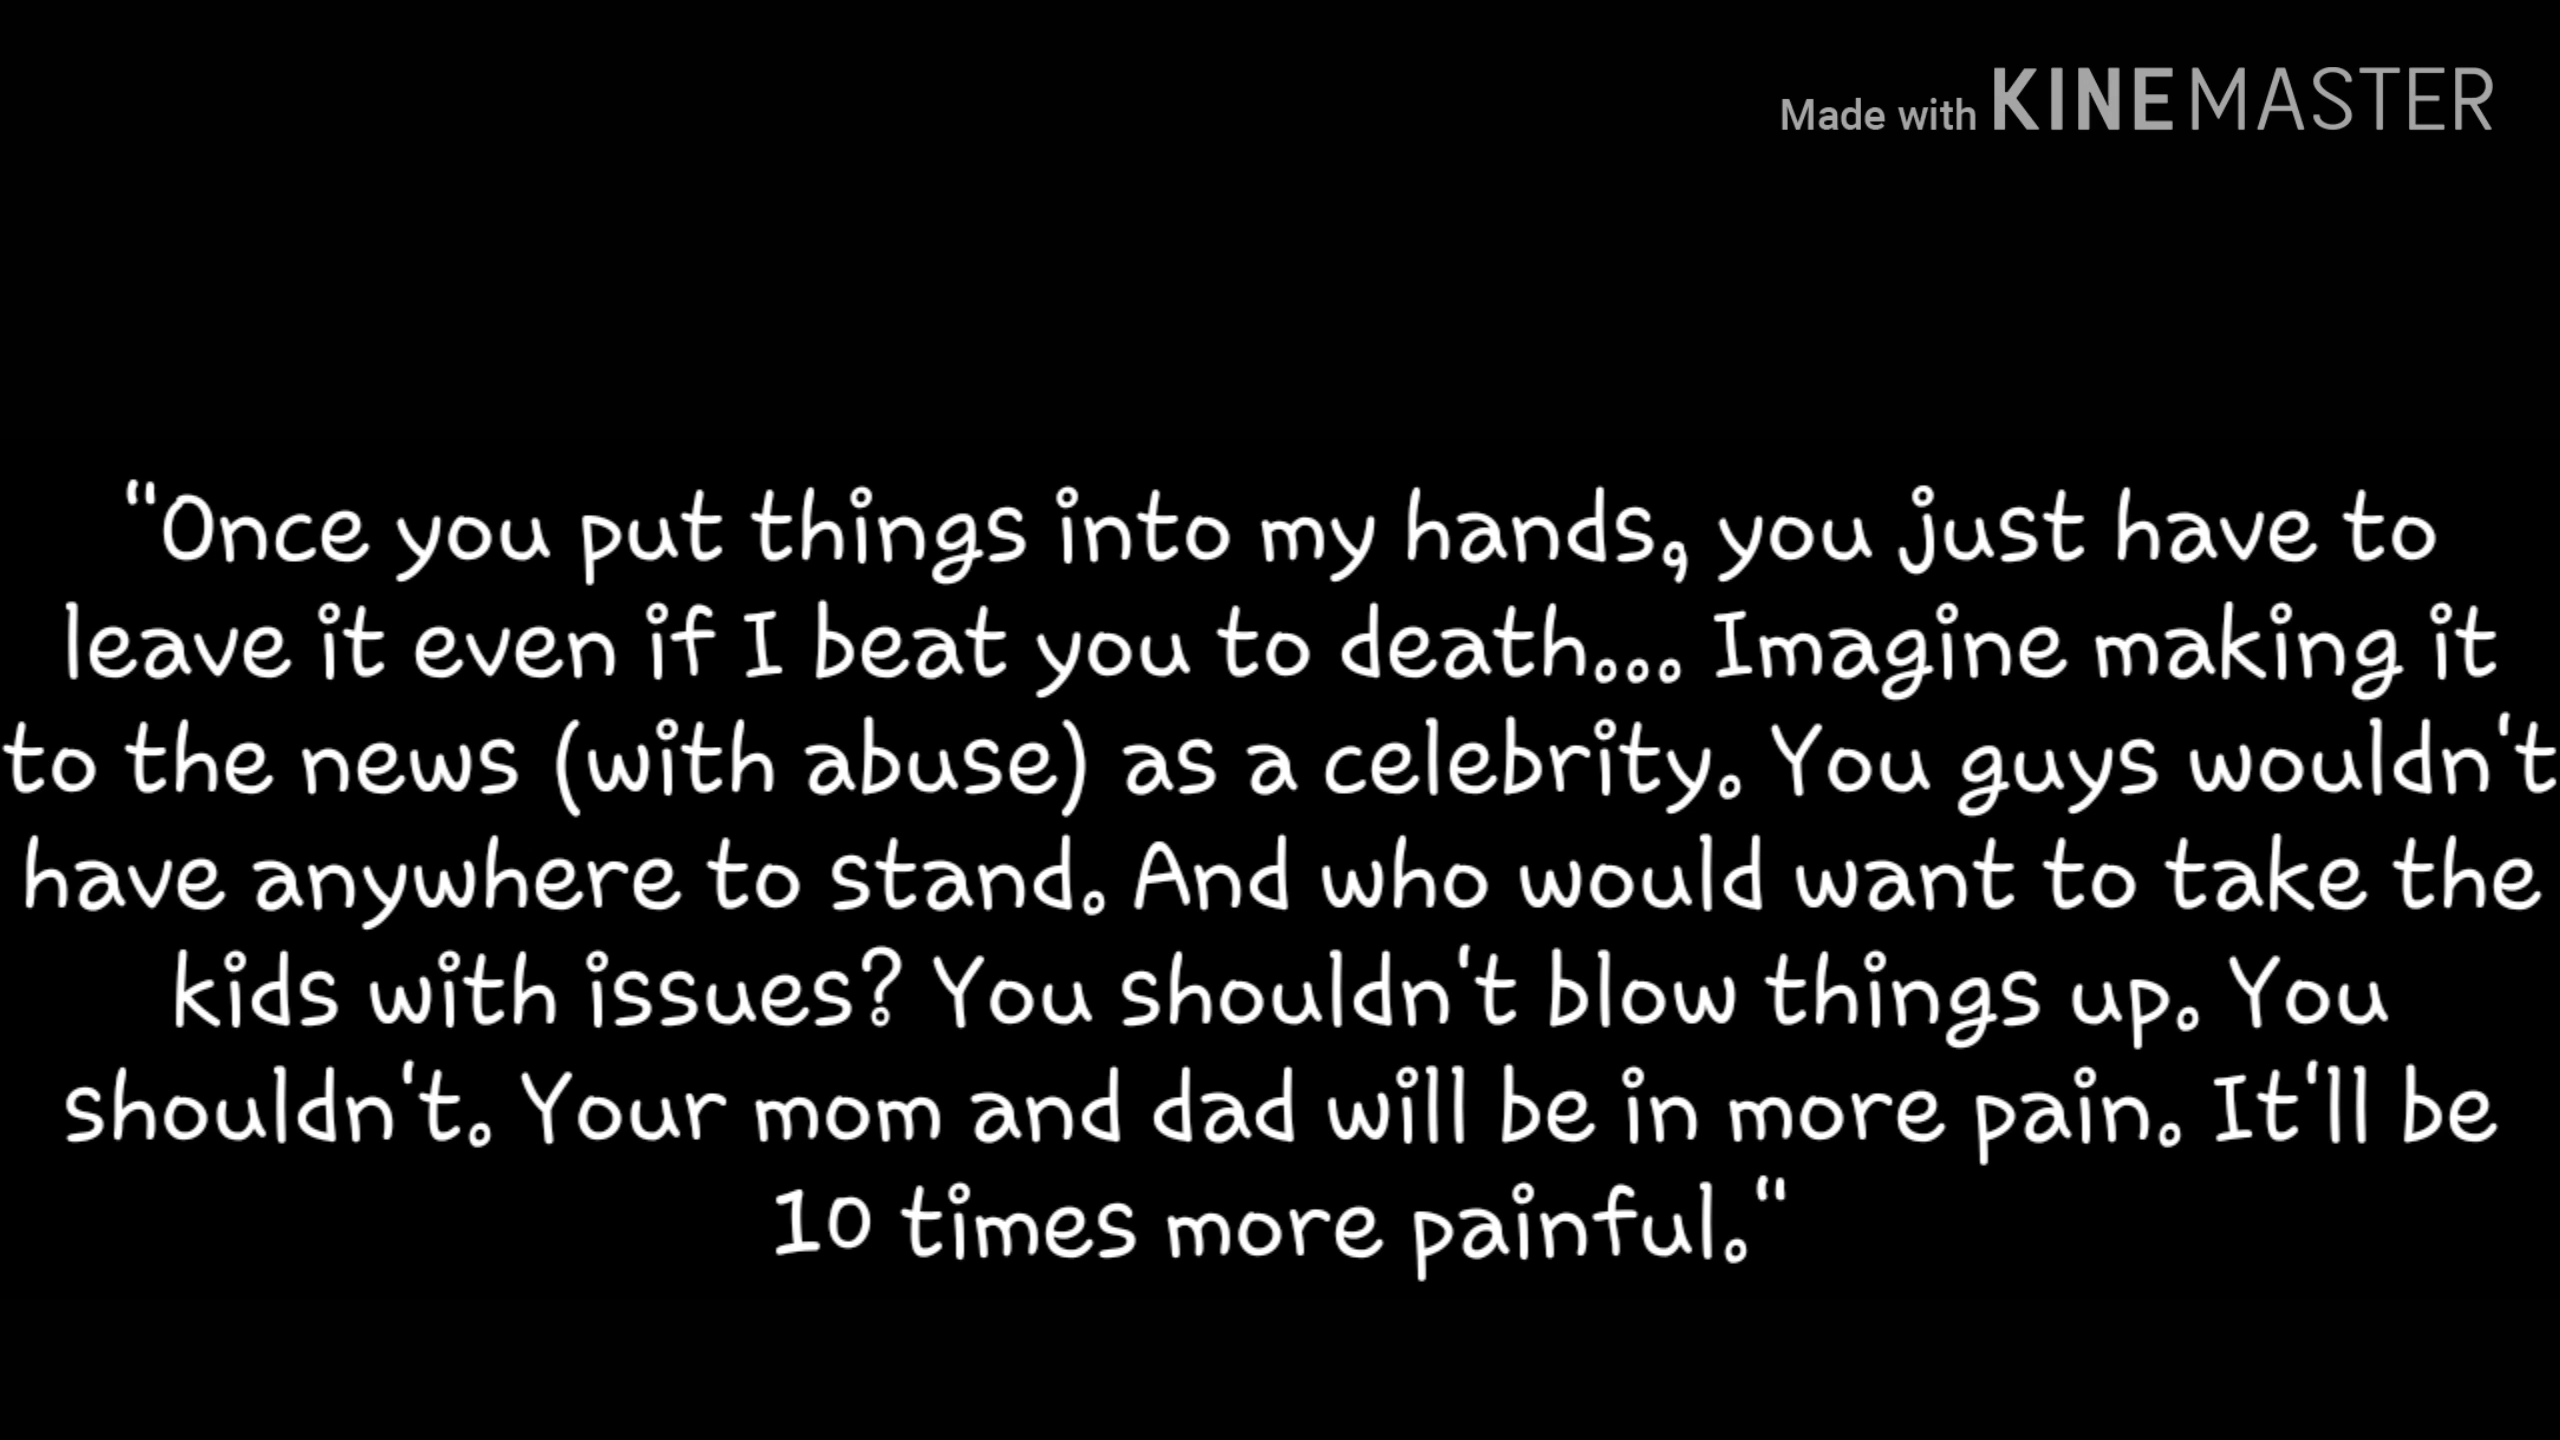 Made with KINEMASTER
"Once you put things into my hands, you just have to
leave it even if I beat you to death... Imagine making it
to the news (with abuse) as a celebrity. You guys wouldn't
have anywhere to stand. And who would want to take the
kids with issues? You shouldn't blow things up. You
shouldn't. Your mom and dad will be in more pain. It'll be
10 times more painful."